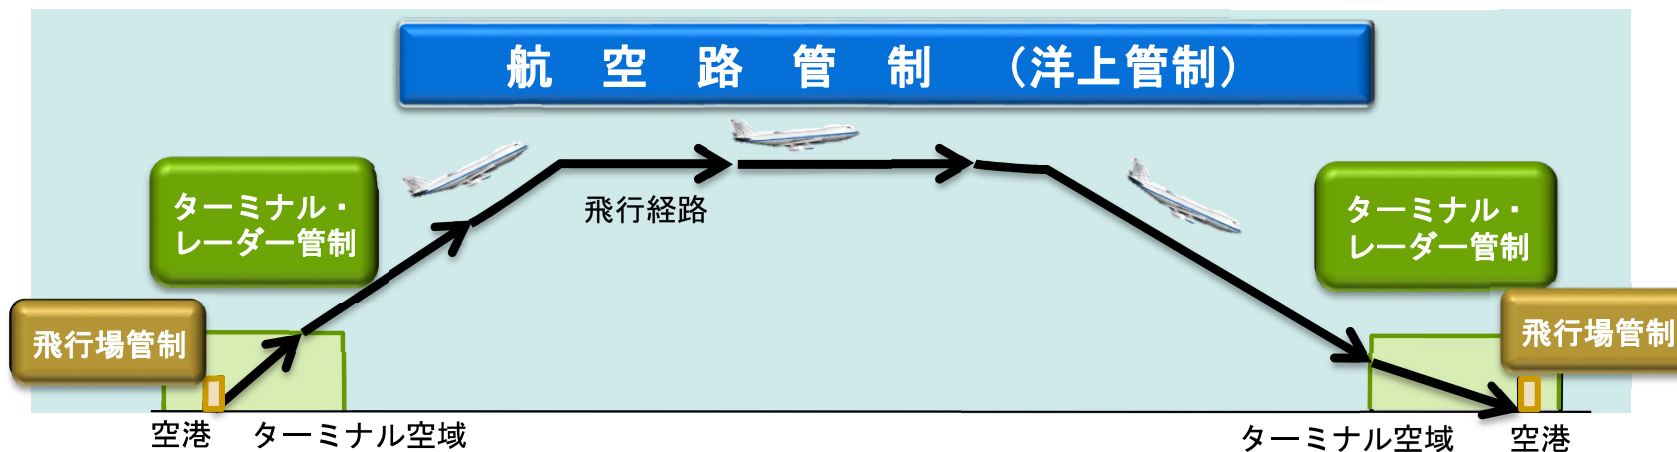 航空路管制（洋上管制）
ターミナル・
レーダー管制
飛行経路
ターミナル・
レーダー管制
飛行場管制
飛行場管制
空港
ターミナル空域
ターミナル空域
空港